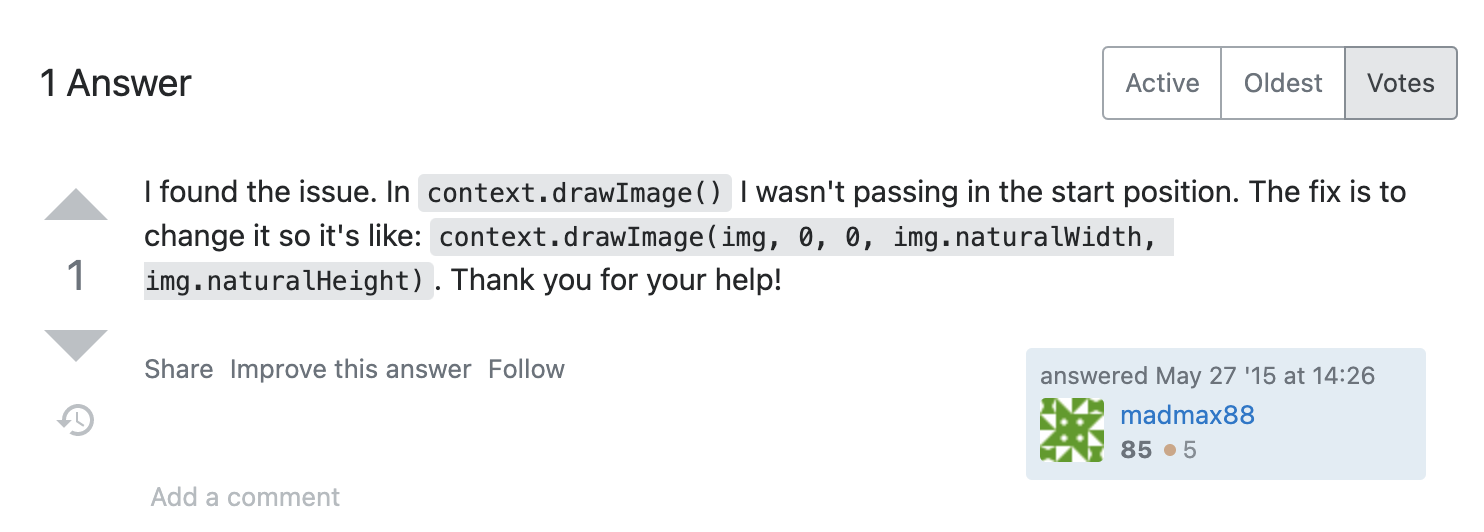 1 Answer
Active
Oldest
Votes
I found the issue. In context.drawImage() I wasn't passing in the start position. The fix is to
change it so it's like: context.drawImage(img, 0, 0, img.naturalWidth,
img.naturalHeight). Thank you for your help!
1
Share Improve this answer Follow
answered May 27 '15 at 14:26
madmax88
85 ● 5
Add a comment